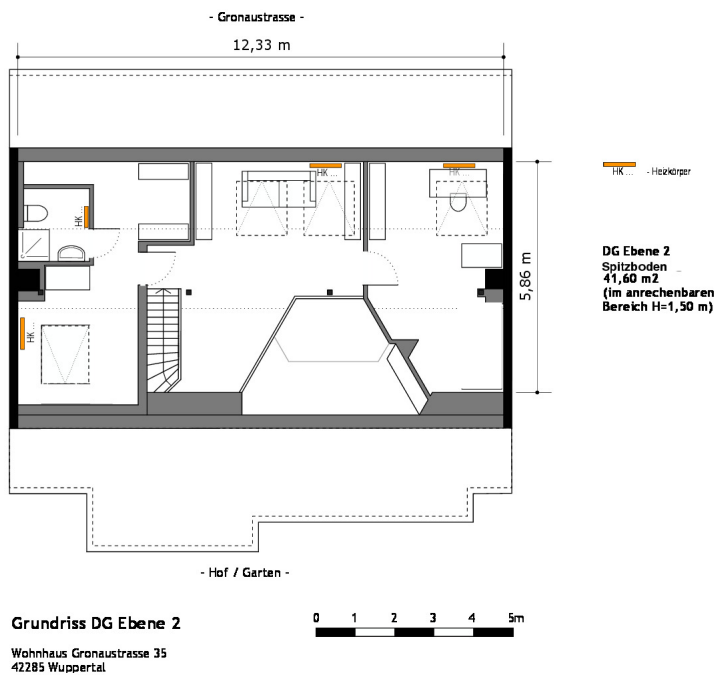 - Gronaustrasse -
12,33 m
HK ...
HK ...
HK ...
HK ...
HK ... - Heizkörper
5,86 m
DG Ebene 2
Spitzboden
41,60 m2
(im anrechenbaren
Bereich H=1,50 m)
- Hof / Garten -
Grundriss DG Ebene 2
0 1 2 3 4 5m
Wohnhaus Gronaustrasse 35
42285 Wuppertal